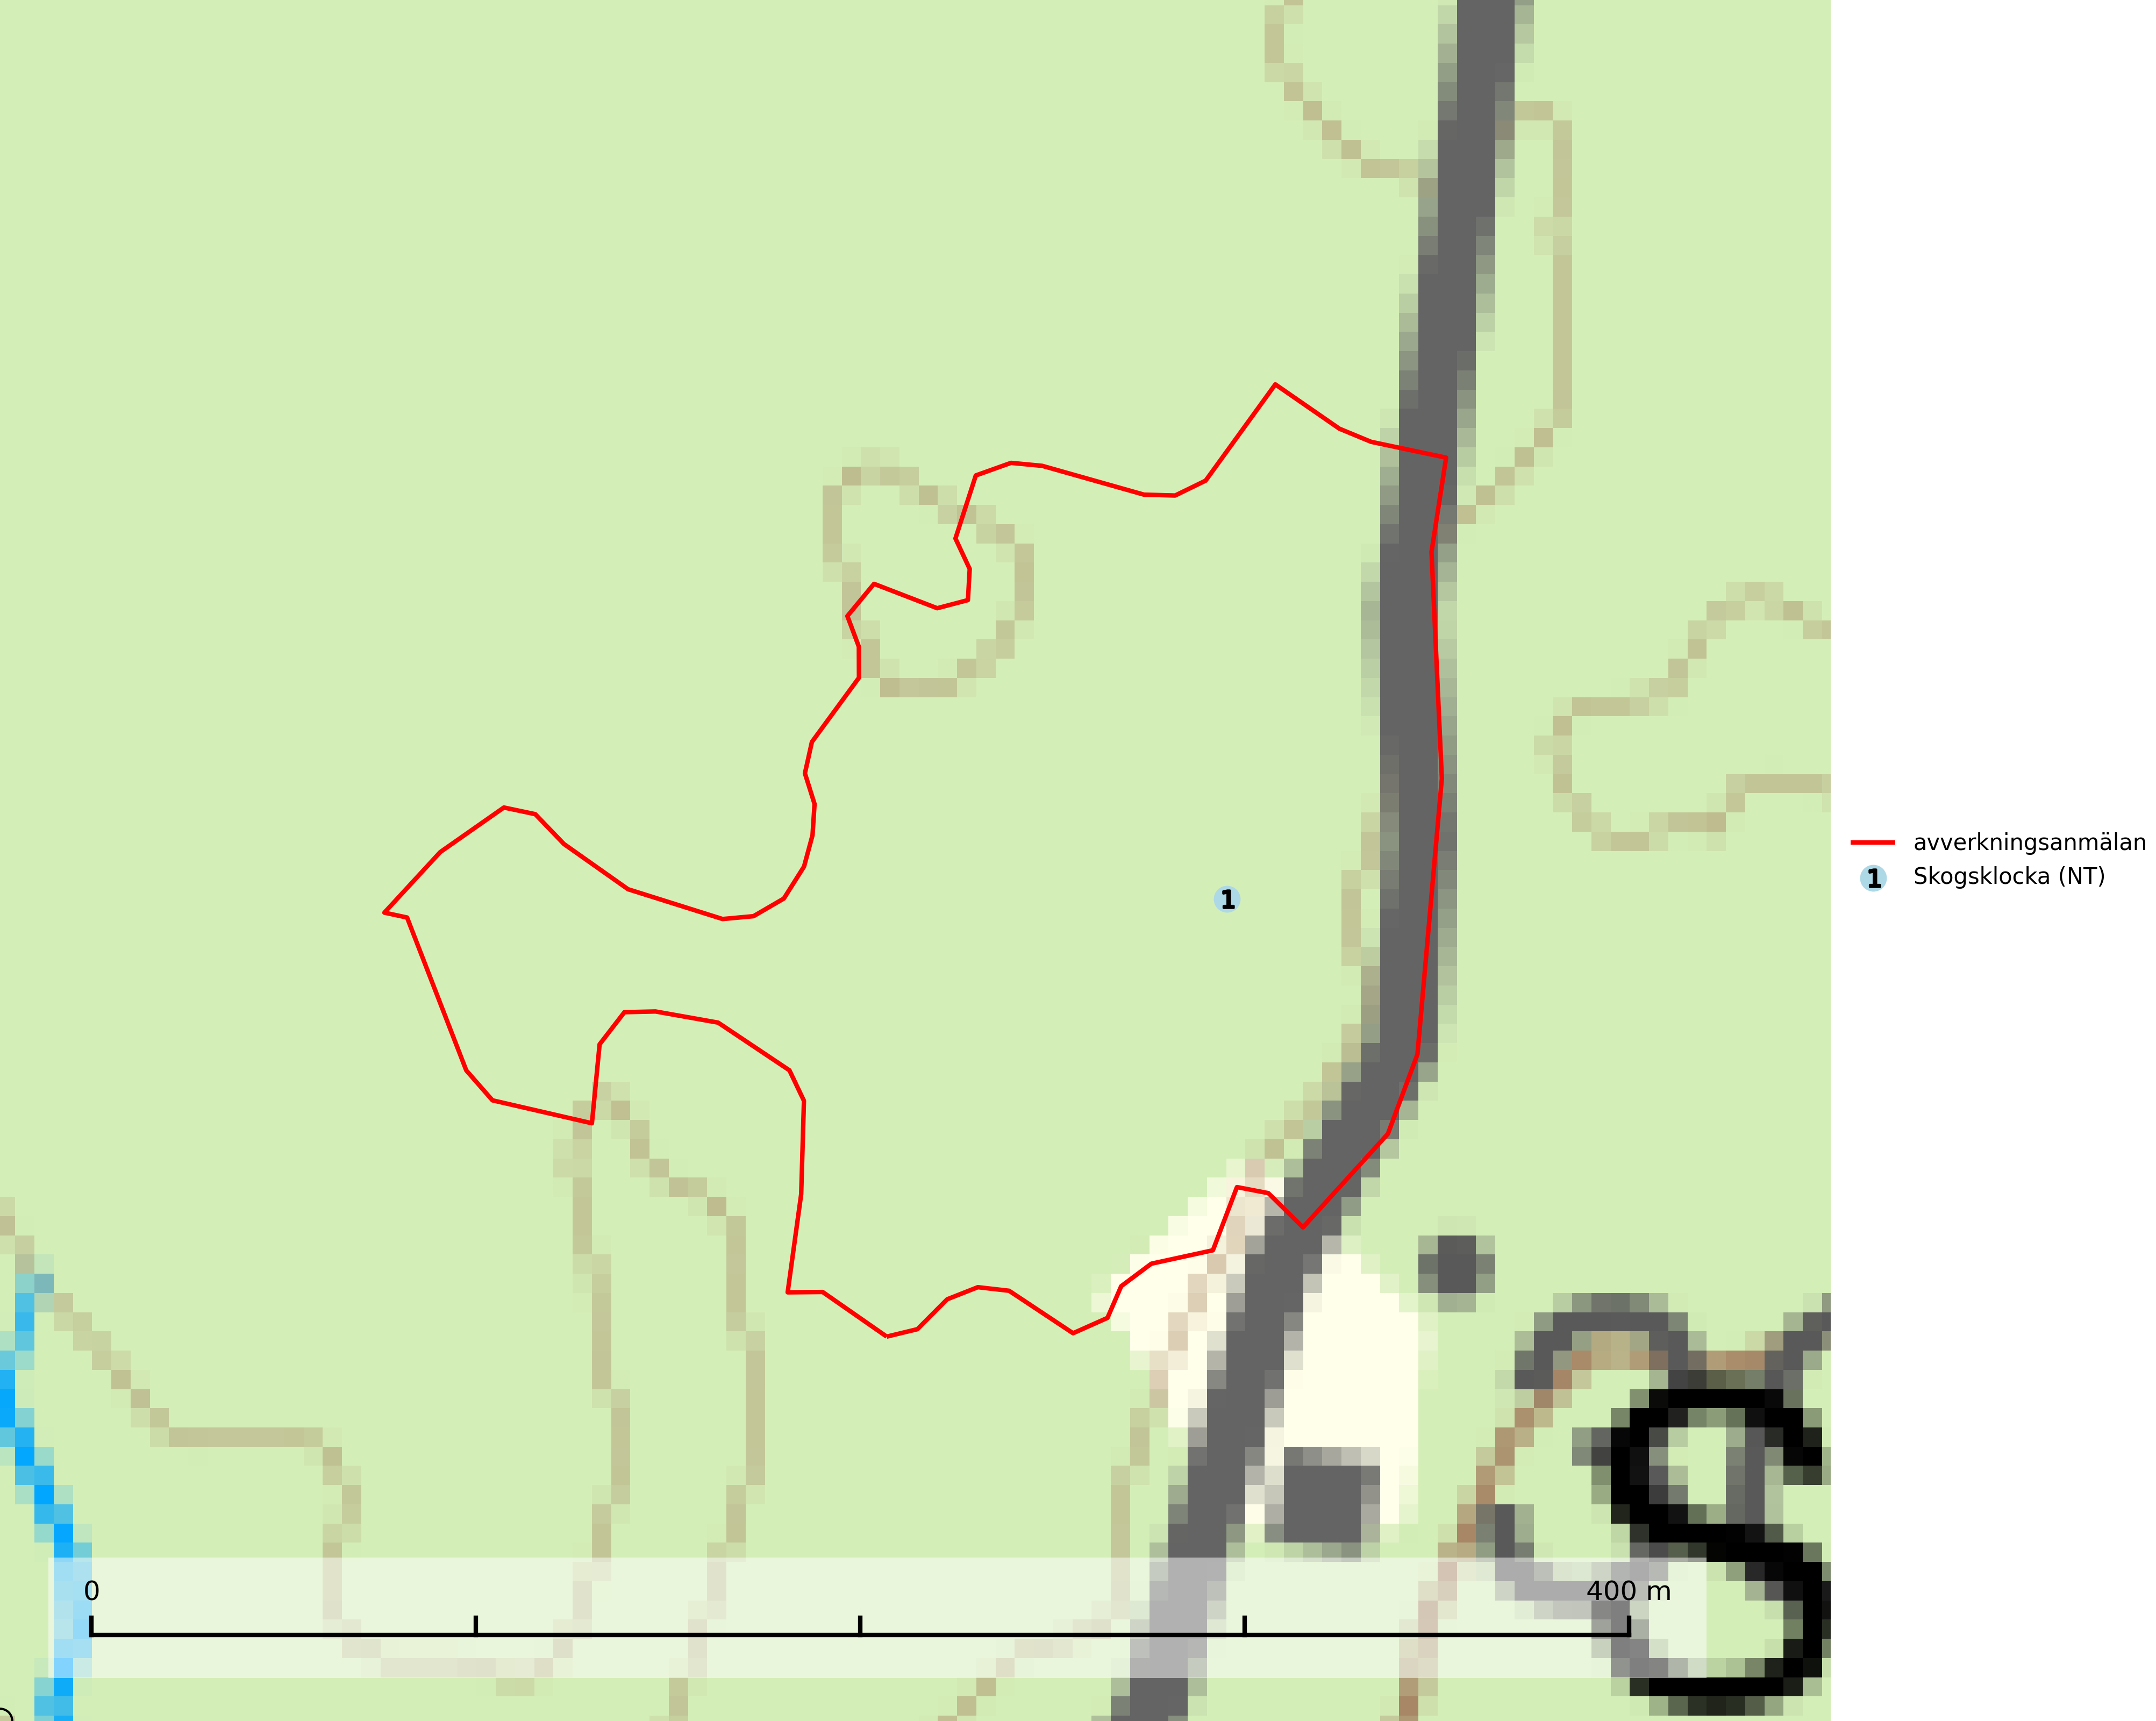 avverkningsanmälan
1 Skogsklocka (NT)
1
0 400 m